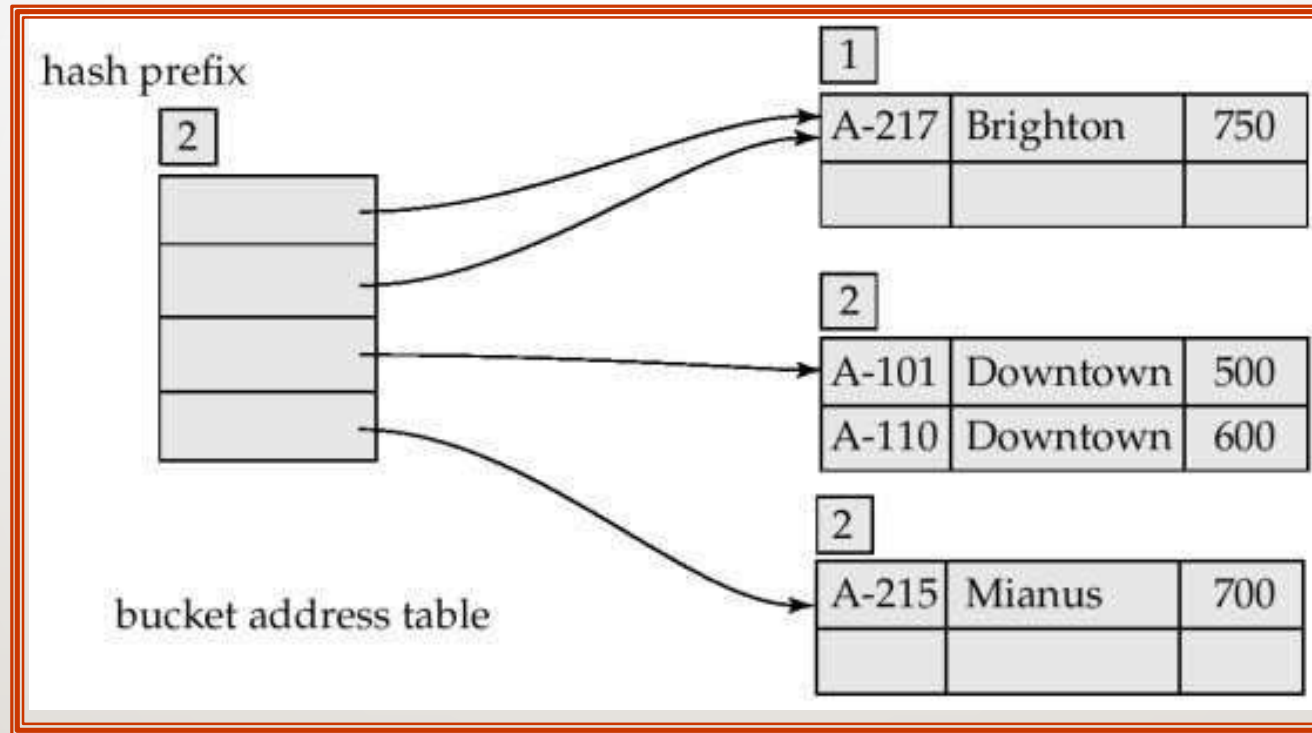 hash prefix
2
bucket address table
1
A-217 Brighton 750
2
A-101 Downtown 500
A-110 Downtown 600
2
A-215 Mianus 700